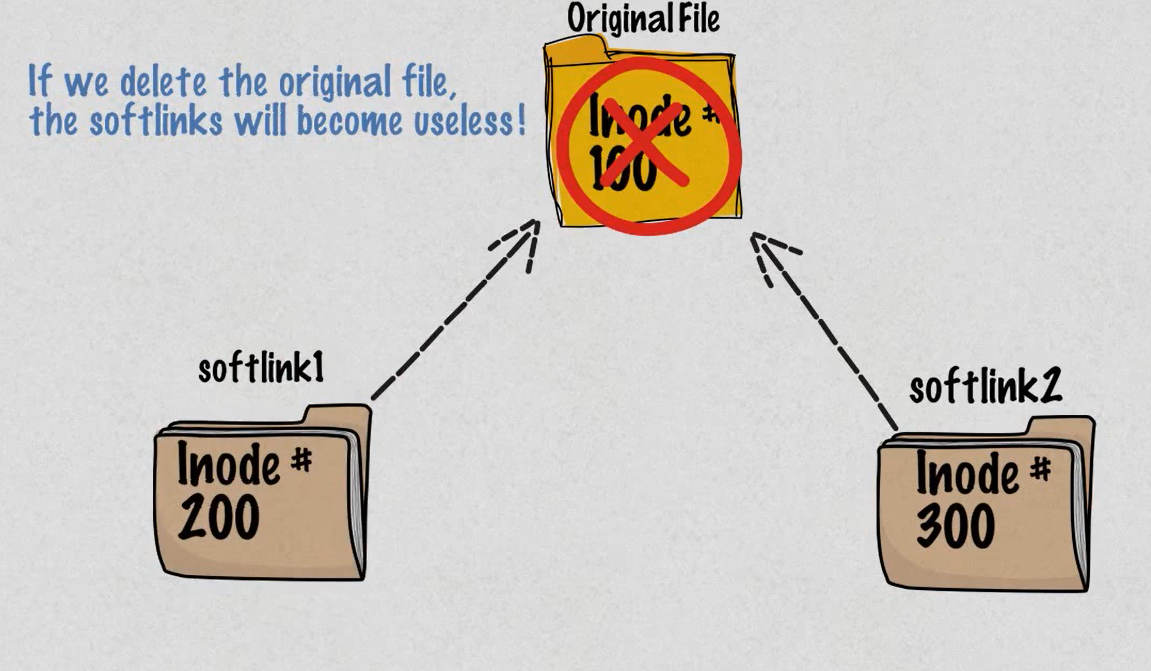 Original File
If we delete the original file,
the softlinks will become useless!
Inode #
100
softlink1
Inode #
200
softlink2
Inode #
300